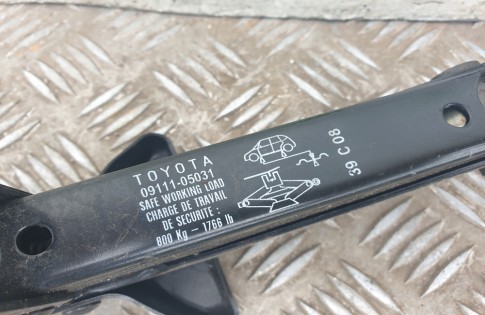 TOYOTA
09111-05031
SAFE WORKING LOAD
CHARGE DE TRAVAIL
DE SECURITE :
800 Kg – 1766 lb
39 C 08